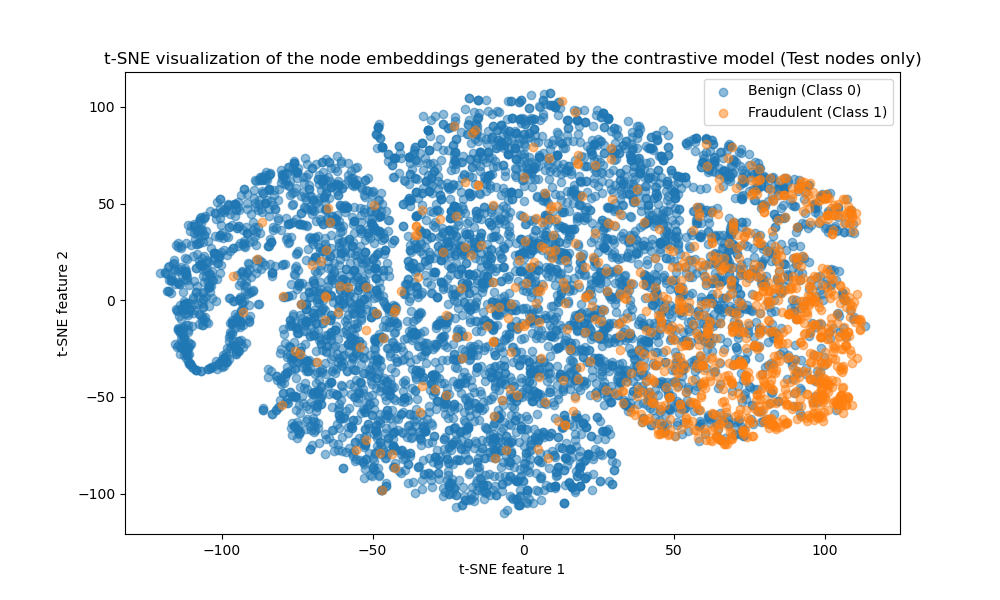 t-SNE visualization of the node embeddings generated by the contrastive model (Test nodes only)
Benign (Class 0)
Fraudulent (Class 1)
100
50
0
−50
−100
t-SNE feature 2
−100
−50
0
50
100
t-SNE feature 1